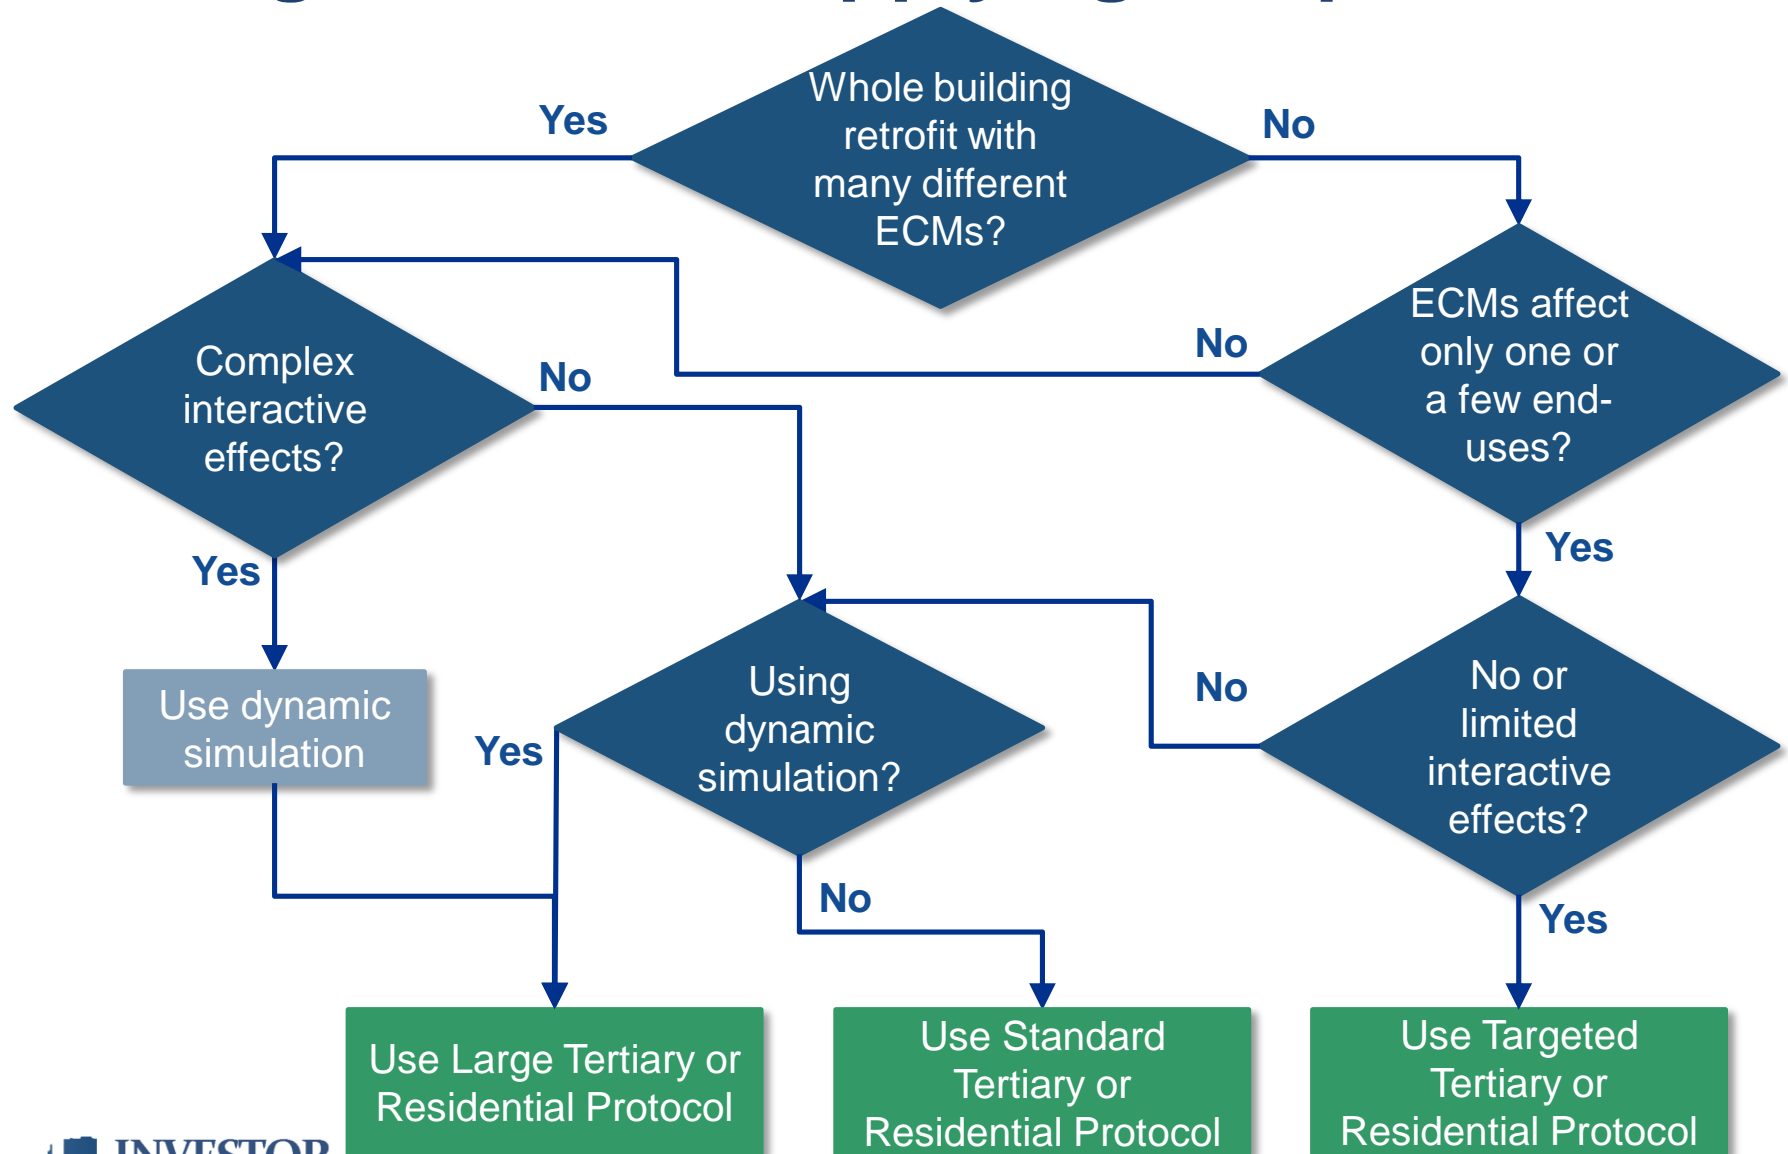 Whole building
retrofit with
many different
ECMs?
Yes
No
ECMs affect
only one or
a few end-
uses?
No
Complex
interactive
effects?
No
Yes
Yes
Use dynamic
simulation
Using
dynamic
simulation?
Yes
No
No or
limited
interactive
effects?
No
Yes
Use Large Tertiary or
Residential Protocol
Use Standard
Tertiary or
Residential Protocol
Use Targeted
Tertiary or
Residential Protocol
INVESTOR